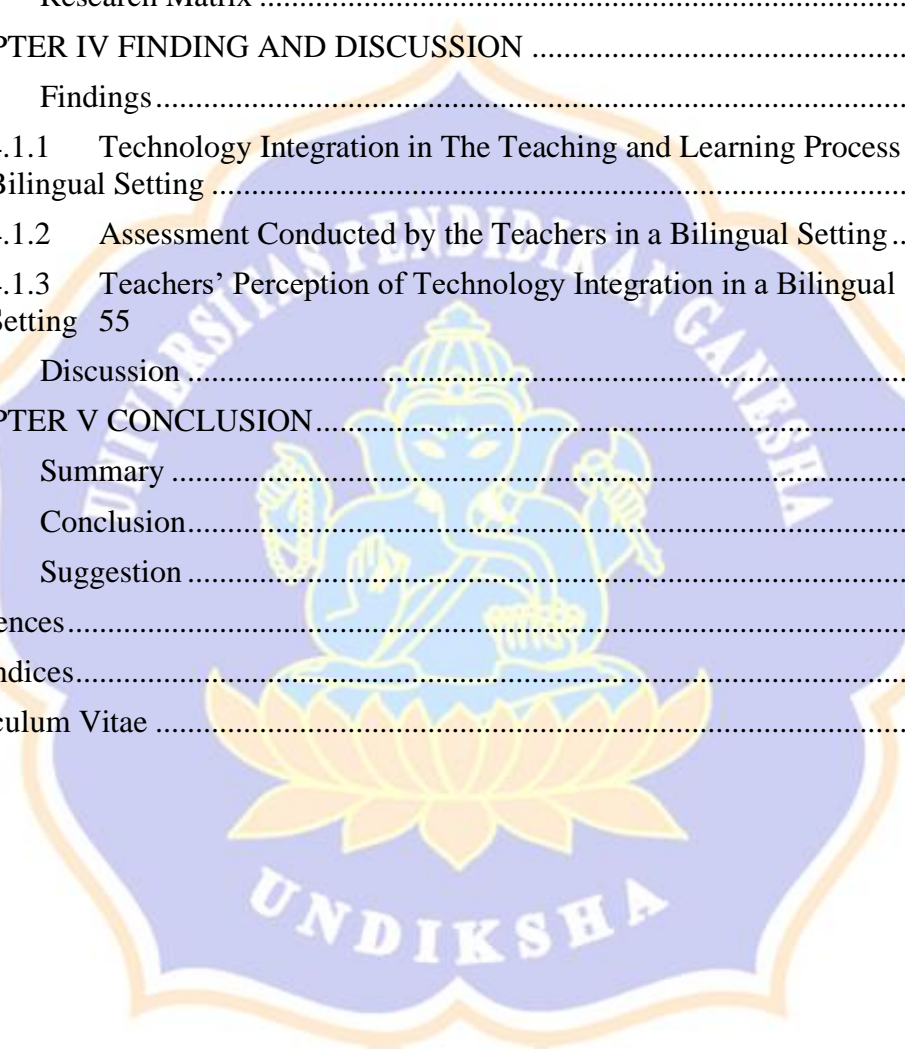 Research Matrix ..........................................................................................
PTER IV FINDING AND DISCUSSION ......................................................
Findings ..........................................................................................................
.1.1 Technology Integration in The Teaching and Learning Process
Bilingual Setting ...............................................................................................
.1.2 Assessment Conducted by the Teachers in a Bilingual Setting ..
.1.3 Teachers’ Perception of Technology Integration in a Bilingual
Setting 55
Discussion .....................................................................................................
PTER V CONCLUSION ...................................................................................
Summary ........................................................................................................
Conclusion .....................................................................................................
Suggestion .....................................................................................................
ences ..............................................................................................................
ndices .............................................................................................................
culum Vitae ....................................................................................................
UNIVERSITAS PENDIDIKAN GANESHA
UNDIKSHA